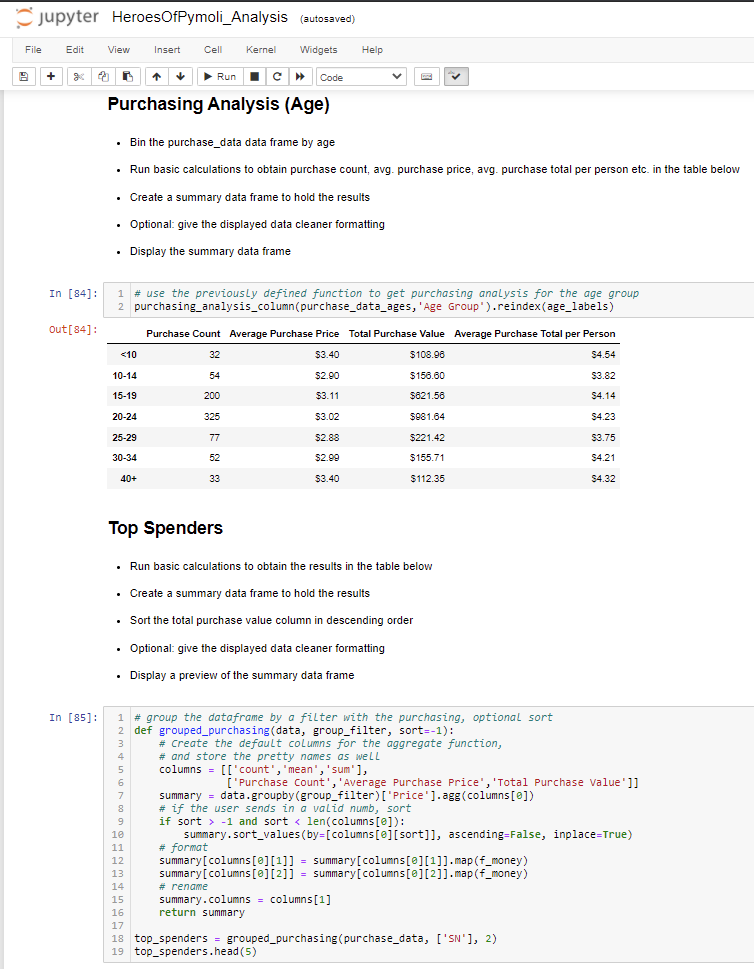 jupyter HeroesOfPymoli_Analysis (autosaved)
File Edit View Insert Cell Kernel Widgets Help
Run Code
Purchasing Analysis (Age)
Bin the purchase_data data frame by age
Run basic calculations to obtain purchase count, avg. purchase price, avg. purchase total per person etc. in the table below
Create a summary data frame to hold the results
Optional: give the displayed data cleaner formatting
Display the summary data frame
In [84]:
1 # use the previously defined function to get purchasing analysis for the age group
2 purchasing_analysis_column(purchase_data_ages,'Age Group').reindex(age_labels)
Out[84]:
Purchase Count Average Purchase Price Total Purchase Value Average Purchase Total per Person
<10 32 $3.40 $108.96 $4.54
10-14 54 $2.90 $156.60 $3.82
15-19 200 $3.11 $621.56 $4.14
20-24 325 $3.02 $981.64 $4.23
25-29 77 $2.88 $221.42 $3.75
30-34 52 $2.99 $155.71 $4.21
40+ 33 $3.40 $112.35 $4.32
Top Spenders
Run basic calculations to obtain the results in the table below
Create a summary data frame to hold the results
Sort the total purchase value column in descending order
Optional: give the displayed data cleaner formatting
Display a preview of the summary data frame
In [85]:
1 # group the dataframe by a filter with the purchasing, optional sort
2 def grouped_purchasing(data, group_filter, sort=-1):
3     # Create the default columns for the aggregate function,
4     # and store the pretty names as well
5     columns = [['count','mean','sum'],
6                ['Purchase Count','Average Purchase Price','Total Purchase Value']]
7     summary = data.groupby(group_filter)['Price'].agg(columns[0])
8     # if the user sends in a valid numb, sort
9     if sort > -1 and sort < len(columns[0]):
10         summary.sort_values(by=[columns[0][sort]], ascending=False, inplace=True)
11     # format
12     summary[columns[0][1]] = summary[columns[0][1]].map(f_money)
13     summary[columns[0][2]] = summary[columns[0][2]].map(f_money)
14     # rename
15     summary.columns = columns[1]
16     return summary
17
18 top_spenders = grouped_purchasing(purchase_data, ['SN'], 2)
19 top_spenders.head(5)